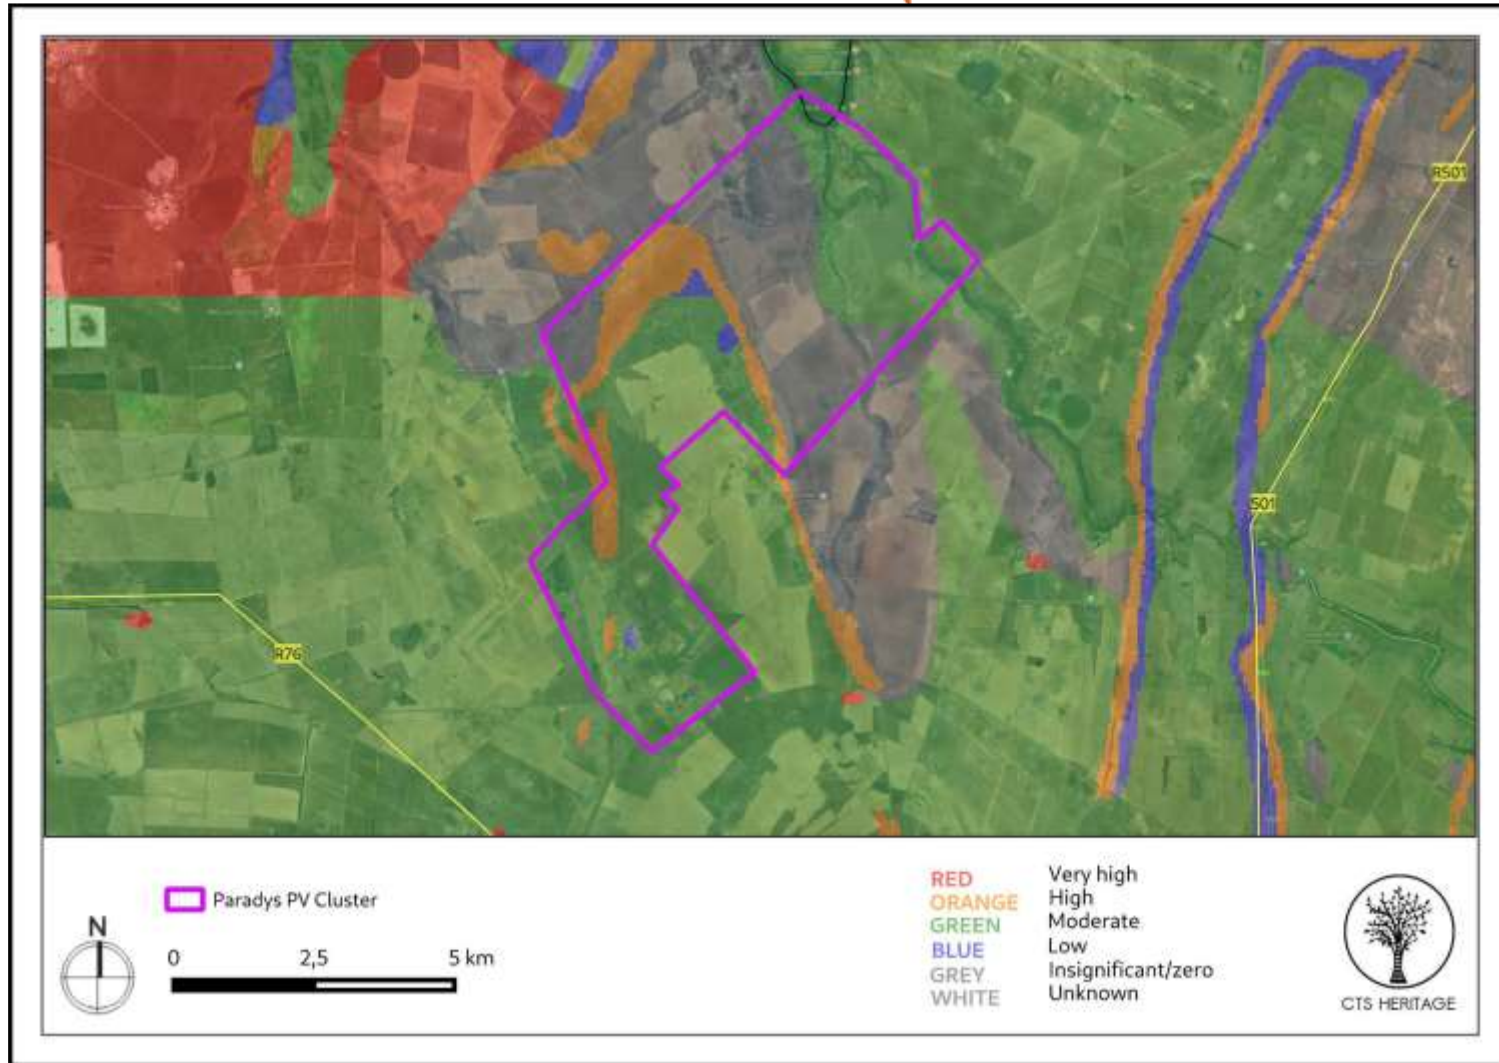 R501
S01
R76
Paradys PV Cluster
N
0 2,5 5 km
RED Very high
ORANGE High
GREEN Moderate
BLUE Low
GREY Insignificant/zero
WHITE Unknown
CTS HERITAGE